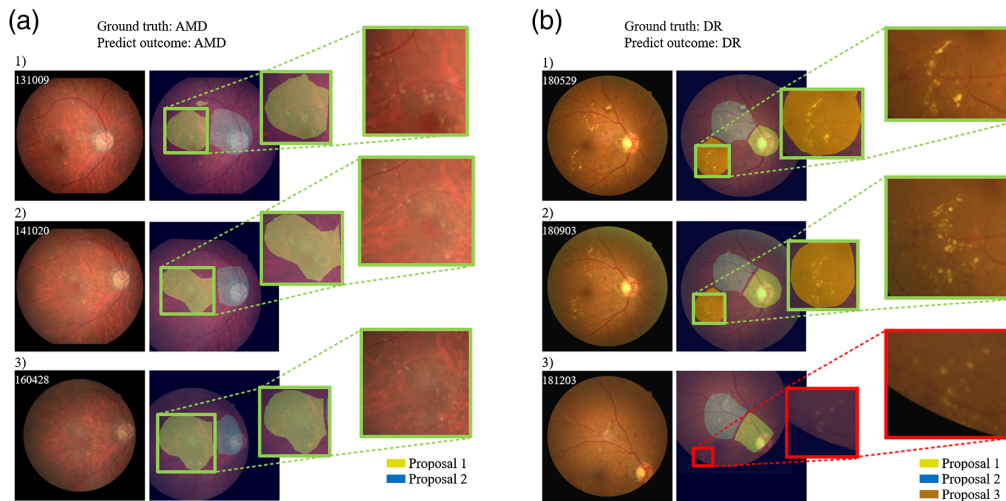 (a)
Ground truth: AMD
Predict outcome: AMD
1)
131009
2)
141020
3)
160428
Proposal 1
Proposal 2
(b)
Ground truth: DR
Predict outcome: DR
1)
180529
2)
180903
3)
181203
Proposal 1
Proposal 2
Proposal 3